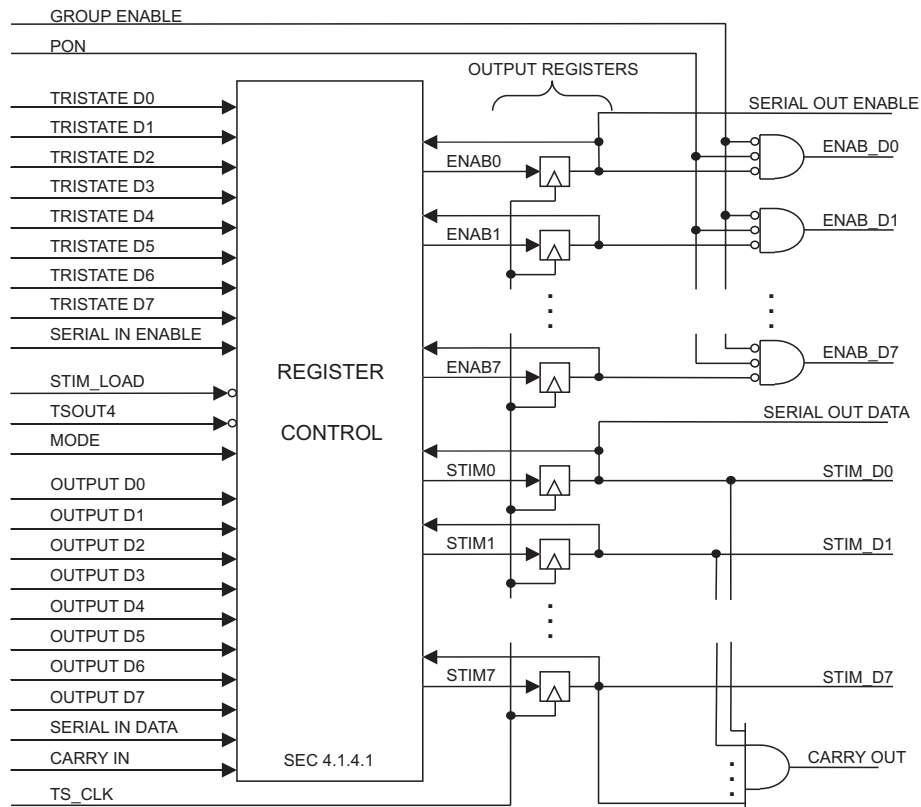 GROUP ENABLE
PON
OUTPUT REGISTERS
SERIAL OUT ENABLE
TRISTATE D0
TRISTATE D1
TRISTATE D2
TRISTATE D3
TRISTATE D4
TRISTATE D5
TRISTATE D6
TRISTATE D7
SERIAL IN ENABLE
STIM_LOAD
TSOUT4
MODE
OUTPUT D0
OUTPUT D1
OUTPUT D2
OUTPUT D3
OUTPUT D4
OUTPUT D5
OUTPUT D6
OUTPUT D7
SERIAL IN DATA
CARRY IN
TS_CLK
REGISTER
CONTROL
SEC 4.1.4.1
ENAB0
ENAB1
ENAB7
STIM0
STIM1
STIM7
ENAB_D0
ENAB_D1
ENAB_D7
SERIAL OUT DATA
STIM_D0
STIM_D1
STIM_D7
CARRY OUT